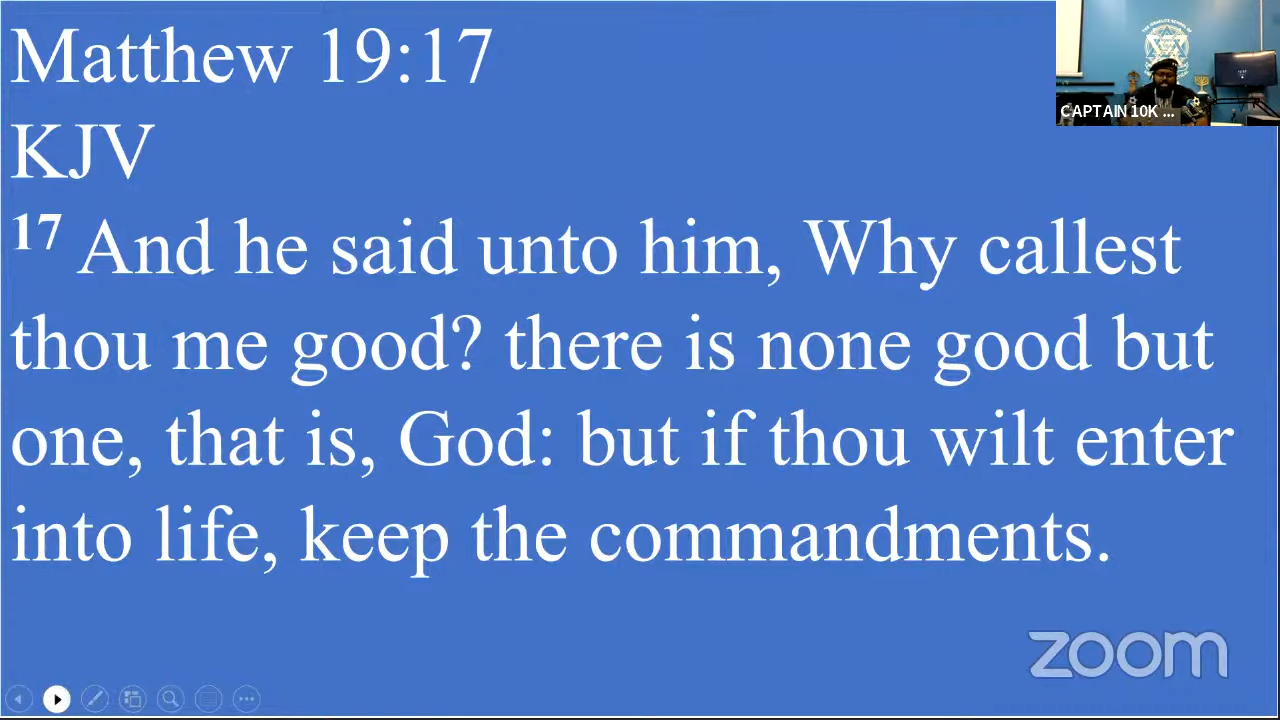 Matthew 19:17
KJV
17 And he said unto him, Why callest
thou me good? there is none good but
one, that is, God: but if thou wilt enter
into life, keep the commandments.
CAPTAIN 10K ...
zoom